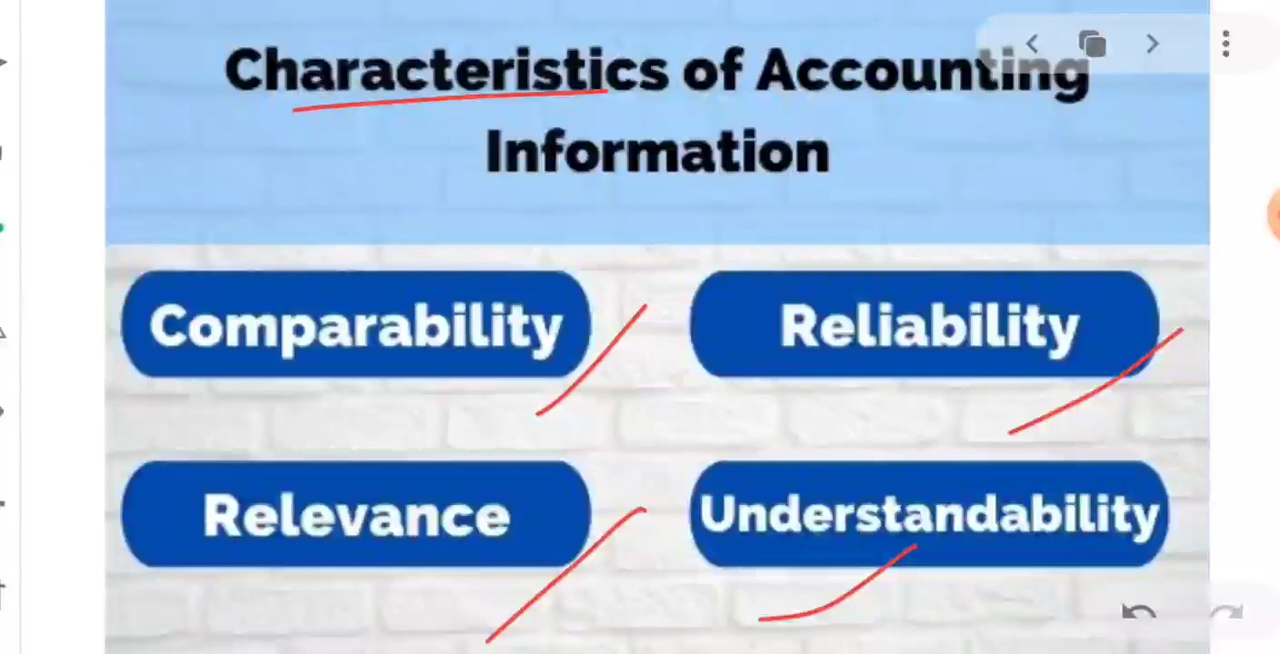 Characteristics of Accounting
Information
Comparability
Reliability
Relevance
Understandability